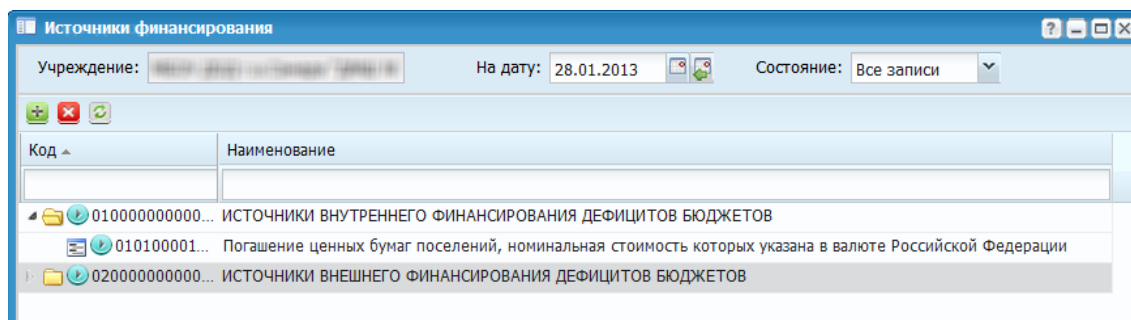 Источники финансирования
Учреждение: На дату: 28.01.2013 Состояние: Все записи
Код Наименование
010000000000... ИСТОЧНИКИ ВНУТРЕННЕГО ФИНАНСИРОВАНИЯ ДЕФИЦИТОВ БЮДЖЕТОВ
010100001... Погашение ценных бумаг поселений, номинальная стоимость которых указана в валюте Российской Федерации
020000000000... ИСТОЧНИКИ ВНЕШНЕГО ФИНАНСИРОВАНИЯ ДЕФИЦИТОВ БЮДЖЕТОВ